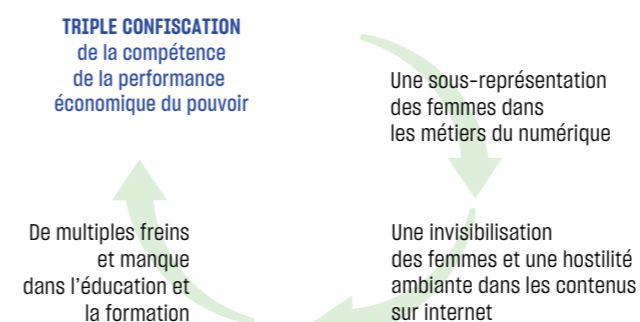 TRIPLE CONFISCATION
de la compétence
de la performance
économique du pouvoir
Une sous-représentation
des femmes dans
les métiers du numérique
Une invisibilisation
des femmes et une hostilité
ambiante dans les contenus
sur internet
De multiples freins
et manque
dans l'éducation et
la formation